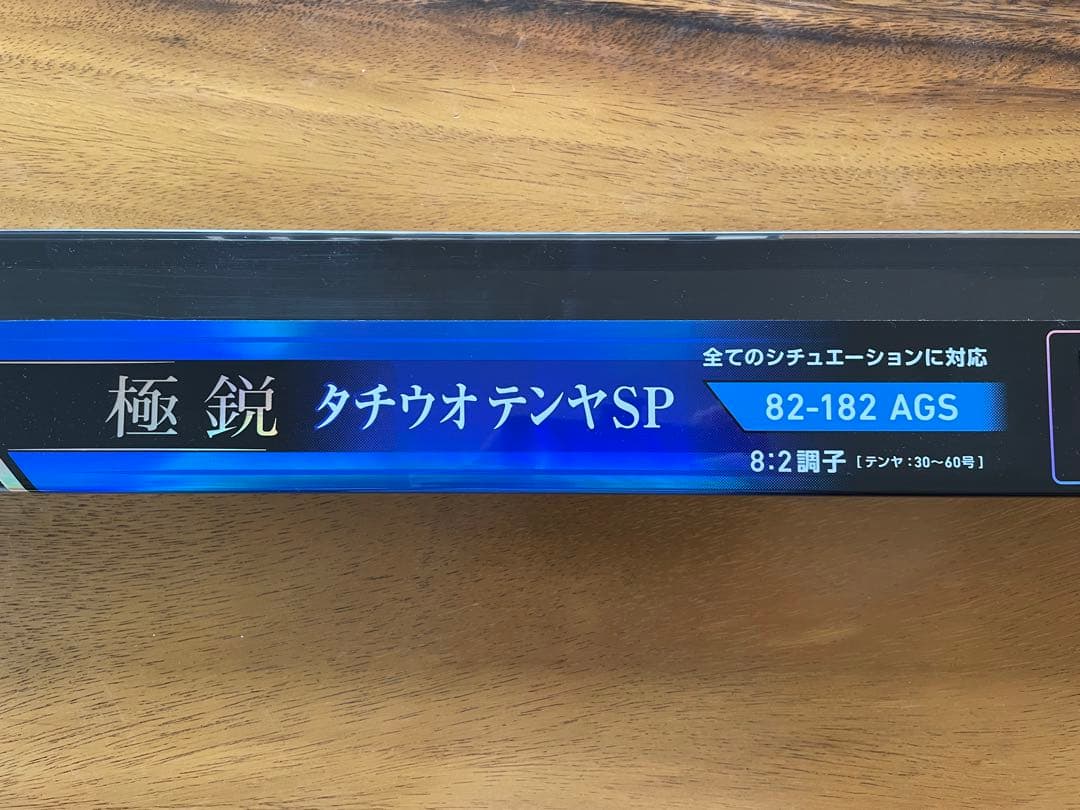 極鋭 タチウオテンヤSP
全てのシチュエーションに対応
82-182 AGS
8:2調子 [テンヤ:30～60号]